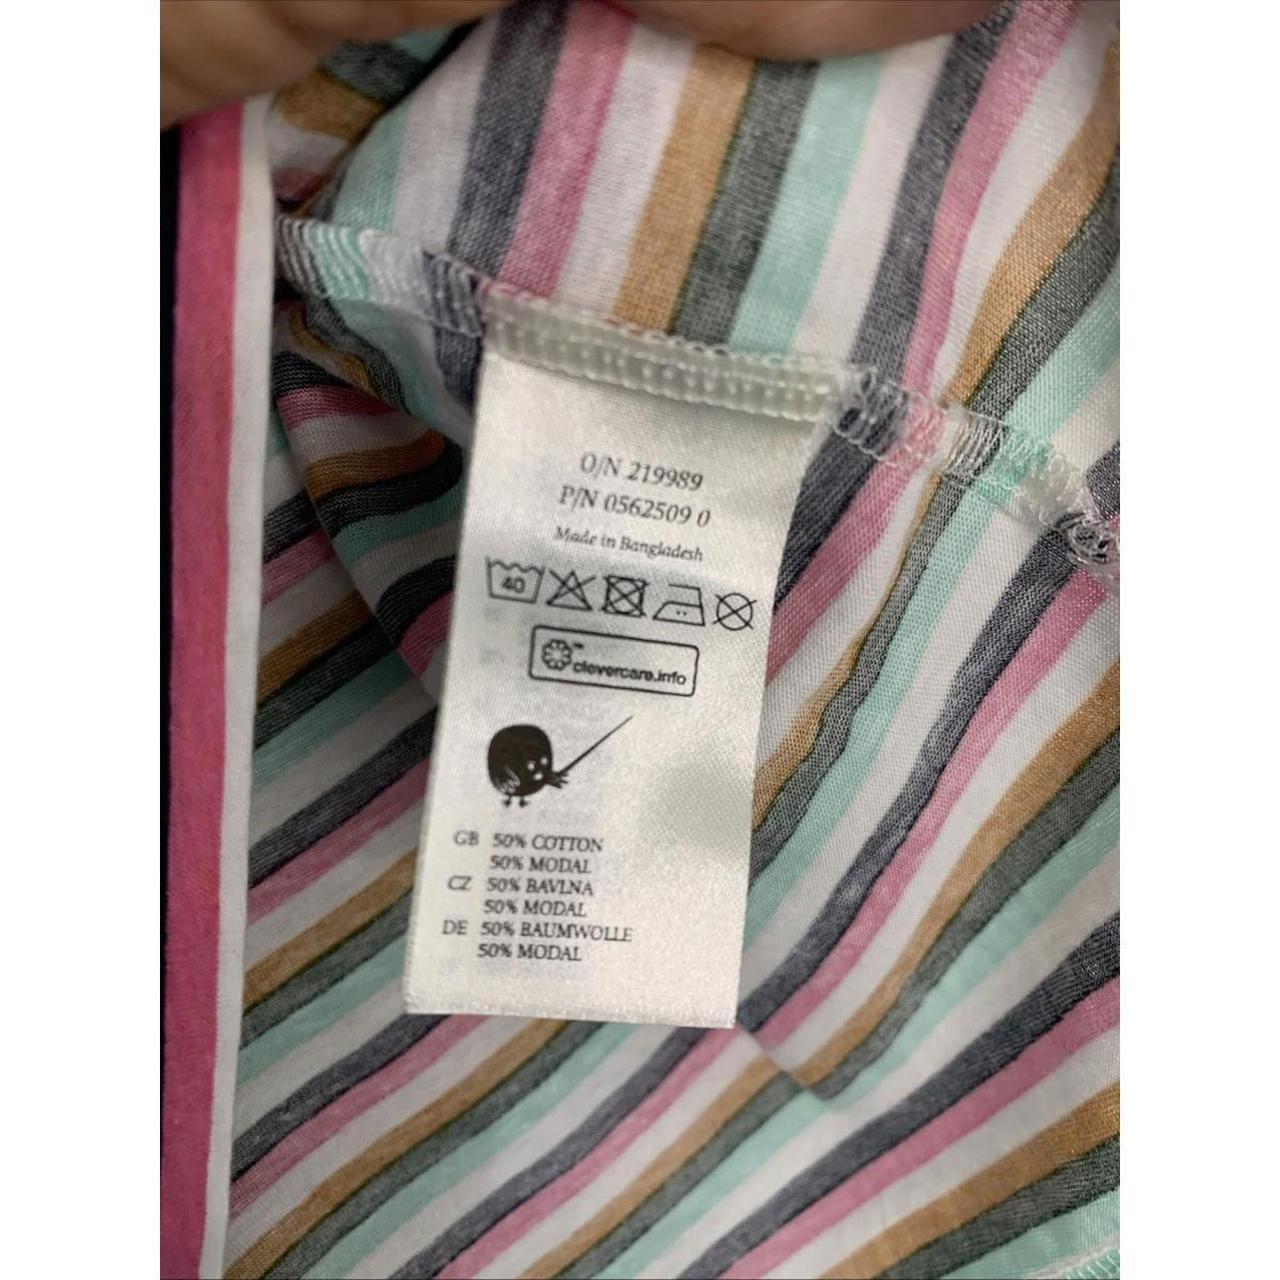 O/N 219989
P/N 0562509 0
Made in Bangladesh
40
clevercare.info
GB 50% COTTON
50% MODAL
CZ 50% BAVLNA
50% MODAL
DE 50% BAUMWOLLE
50% MODAL